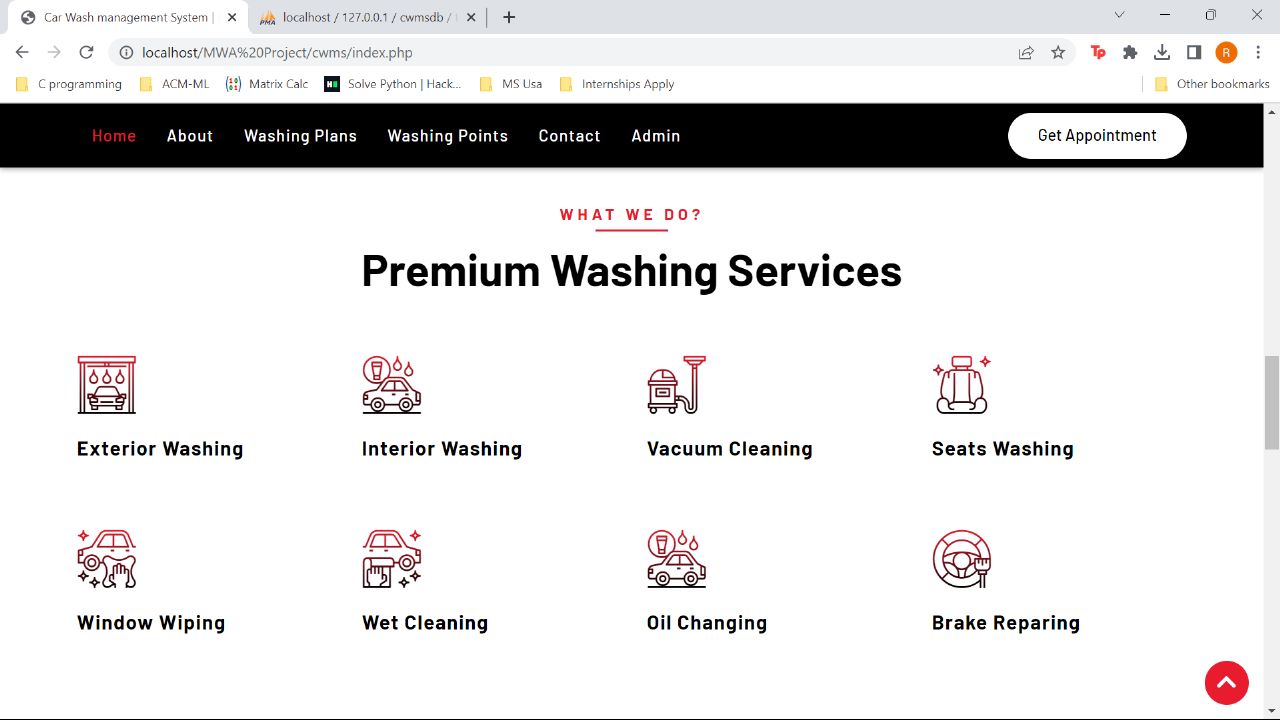 Car Wash management System |
localhost / 127.0.0.1 / cwmsdb /
localhost/MWA%20Project/cwms/index.php
Tp
R
C programming
ACM-ML
Matrix Calc
Solve Python | Hack...
MS Usa
Internships Apply
Other bookmarks
Home About Washing Plans Washing Points Contact Admin Get Appointment
WHAT WE DO?
Premium Washing Services
Exterior Washing Interior Washing Vacuum Cleaning Seats Washing
Window Wiping Wet Cleaning Oil Changing Brake Reparing